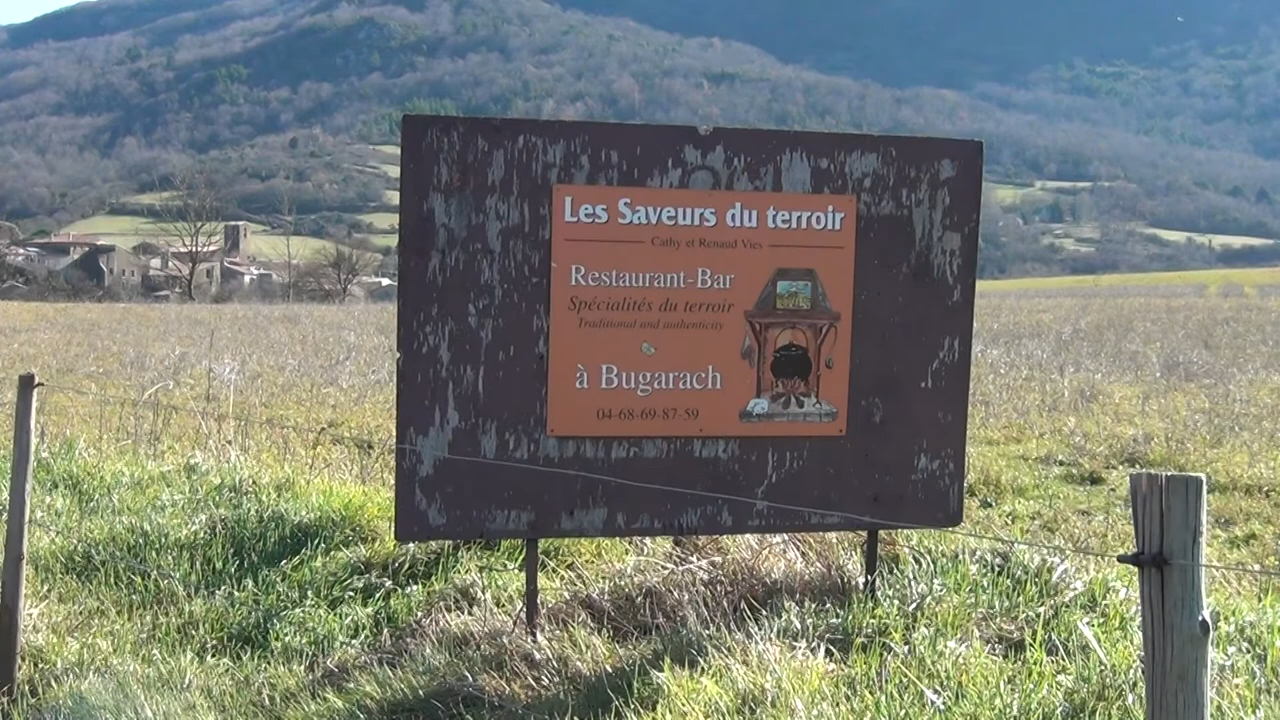 Les Saveurs du terroir
Cathy et Renaud Vies
Restaurant-Bar
Spécialités du terroir
Traditional and authenticity
à Bugarach
04-68-69-87-59